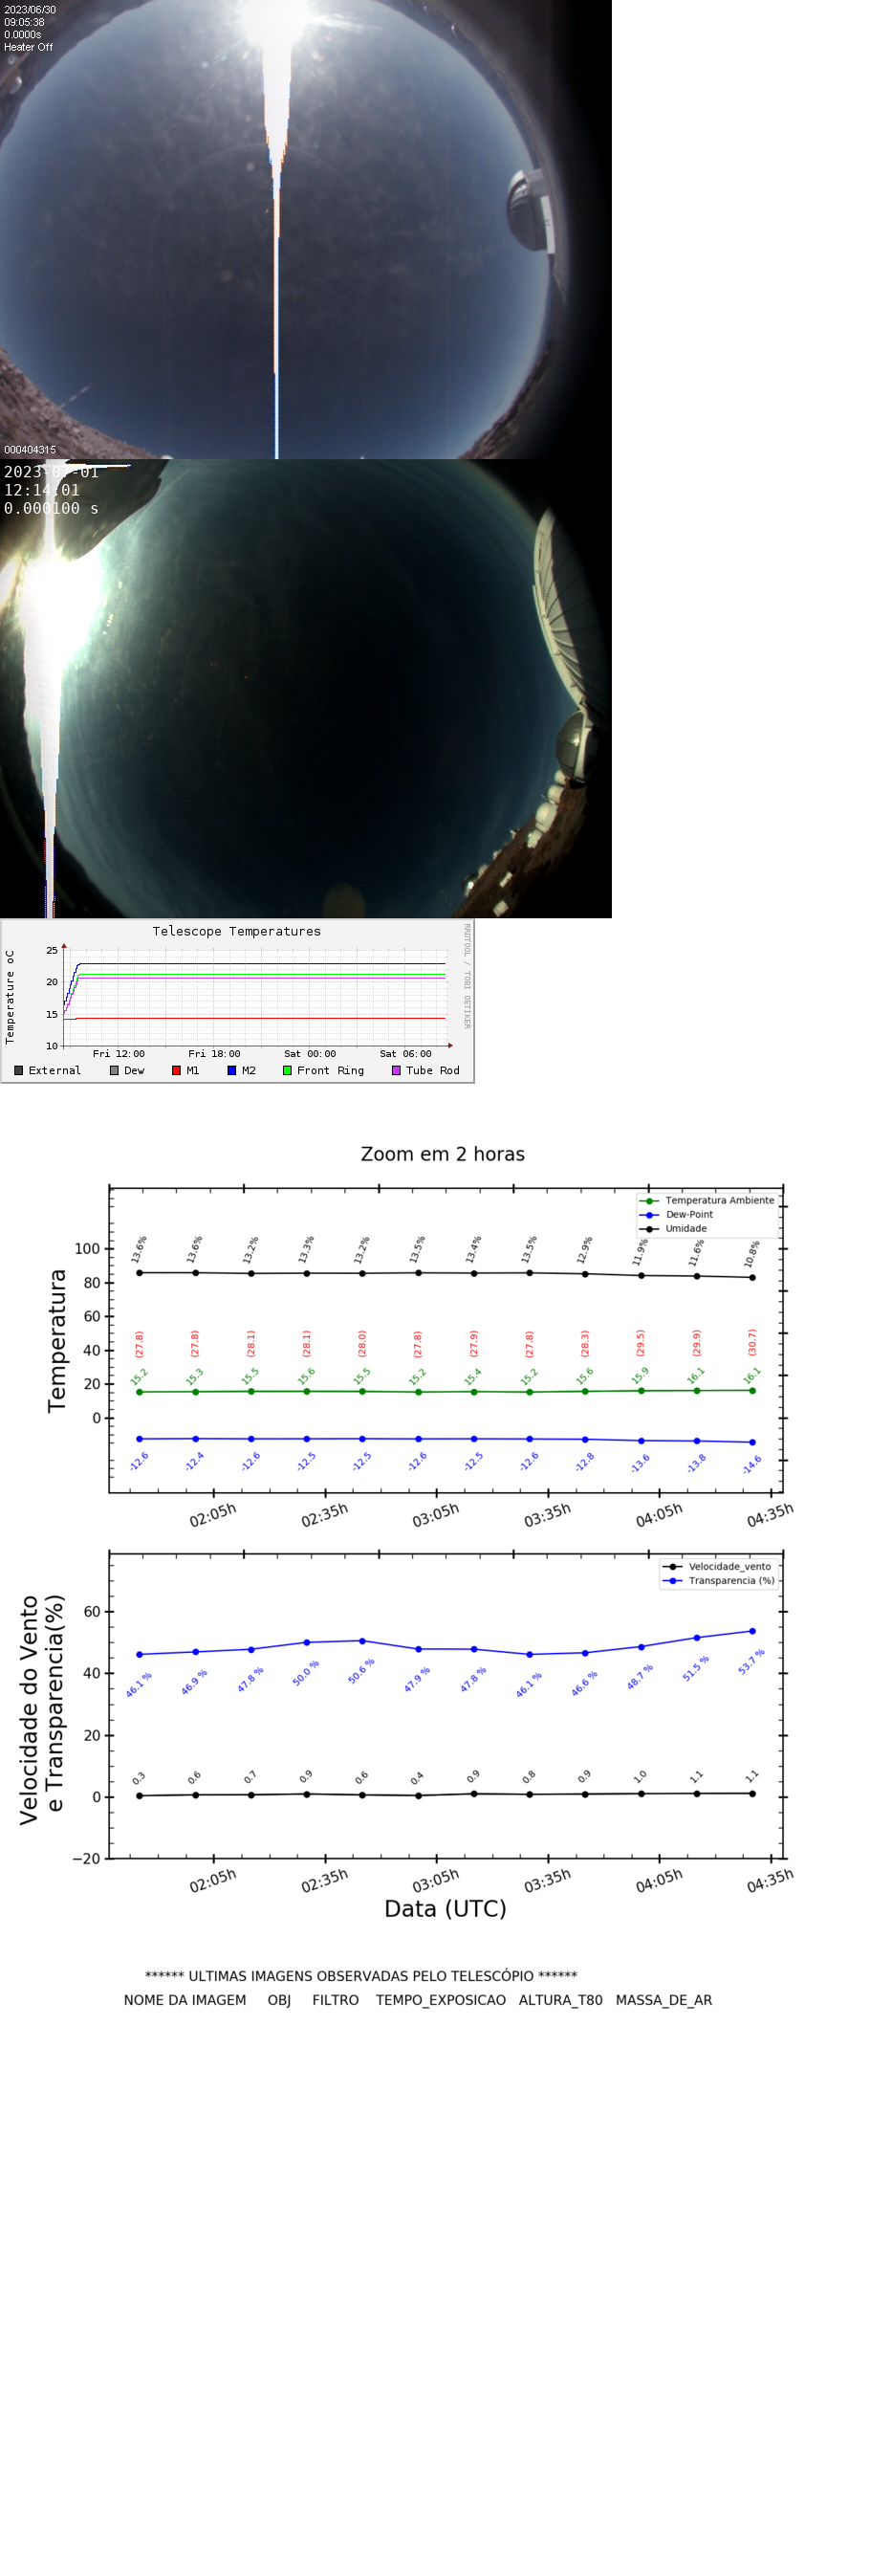 2023/06/30
09:05:38
0.0000s
Heater Off
000404315
2023-07-01
12:14:01
0.000100 s
Telescope Temperatures
RRDTOOL / TOBI OETIKER
Temperature oC
25
20
15
10
Fri 12:00 Fri 18:00 Sat 00:00 Sat 06:00
External Dew M1 M2 Front Ring Tube Rod
Zoom em 2 horas
Temperatura Ambiente
Dew-Point
Umidade
Temperatura
100
80
60
40
20
0
13.6% 13.6% 13.2% 13.3% 13.2% 13.5% 13.4% 13.5% 12.9% 11.9% 11.6% 10.8%
(27.8) (27.8) (28.1) (28.1) (28.0) (27.8) (27.9) (27.8) (28.3) (29.5) (29.9) (30.7)
15.2 15.3 15.5 15.6 15.5 15.2 15.4 15.2 15.6 15.9 16.1 16.1
-12.6 -12.4 -12.6 -12.5 -12.5 -12.6 -12.5 -12.6 -12.8 -13.6 -13.8 -14.6
02:05h 02:35h 03:05h 03:35h 04:05h 04:35h
Velocidade_vento
Transparencia (%)
Velocidade do Vento
e Transparencia(%)
60
40
20
0
−20
46.1 % 46.9 % 47.8 % 50.0 % 50.6 % 47.9 % 47.8 % 46.1 % 46.6 % 48.7 % 51.5 % 53.7 %
0.3 0.6 0.7 0.9 0.6 0.4 0.9 0.8 0.9 1.0 1.1 1.1
02:05h 02:35h 03:05h 03:35h 04:05h 04:35h
Data (UTC)
****** ULTIMAS IMAGENS OBSERVADAS PELO TELESCÓPIO ******
NOME DA IMAGEM OBJ FILTRO TEMPO_EXPOSICAO ALTURA_T80 MASSA_DE_AR